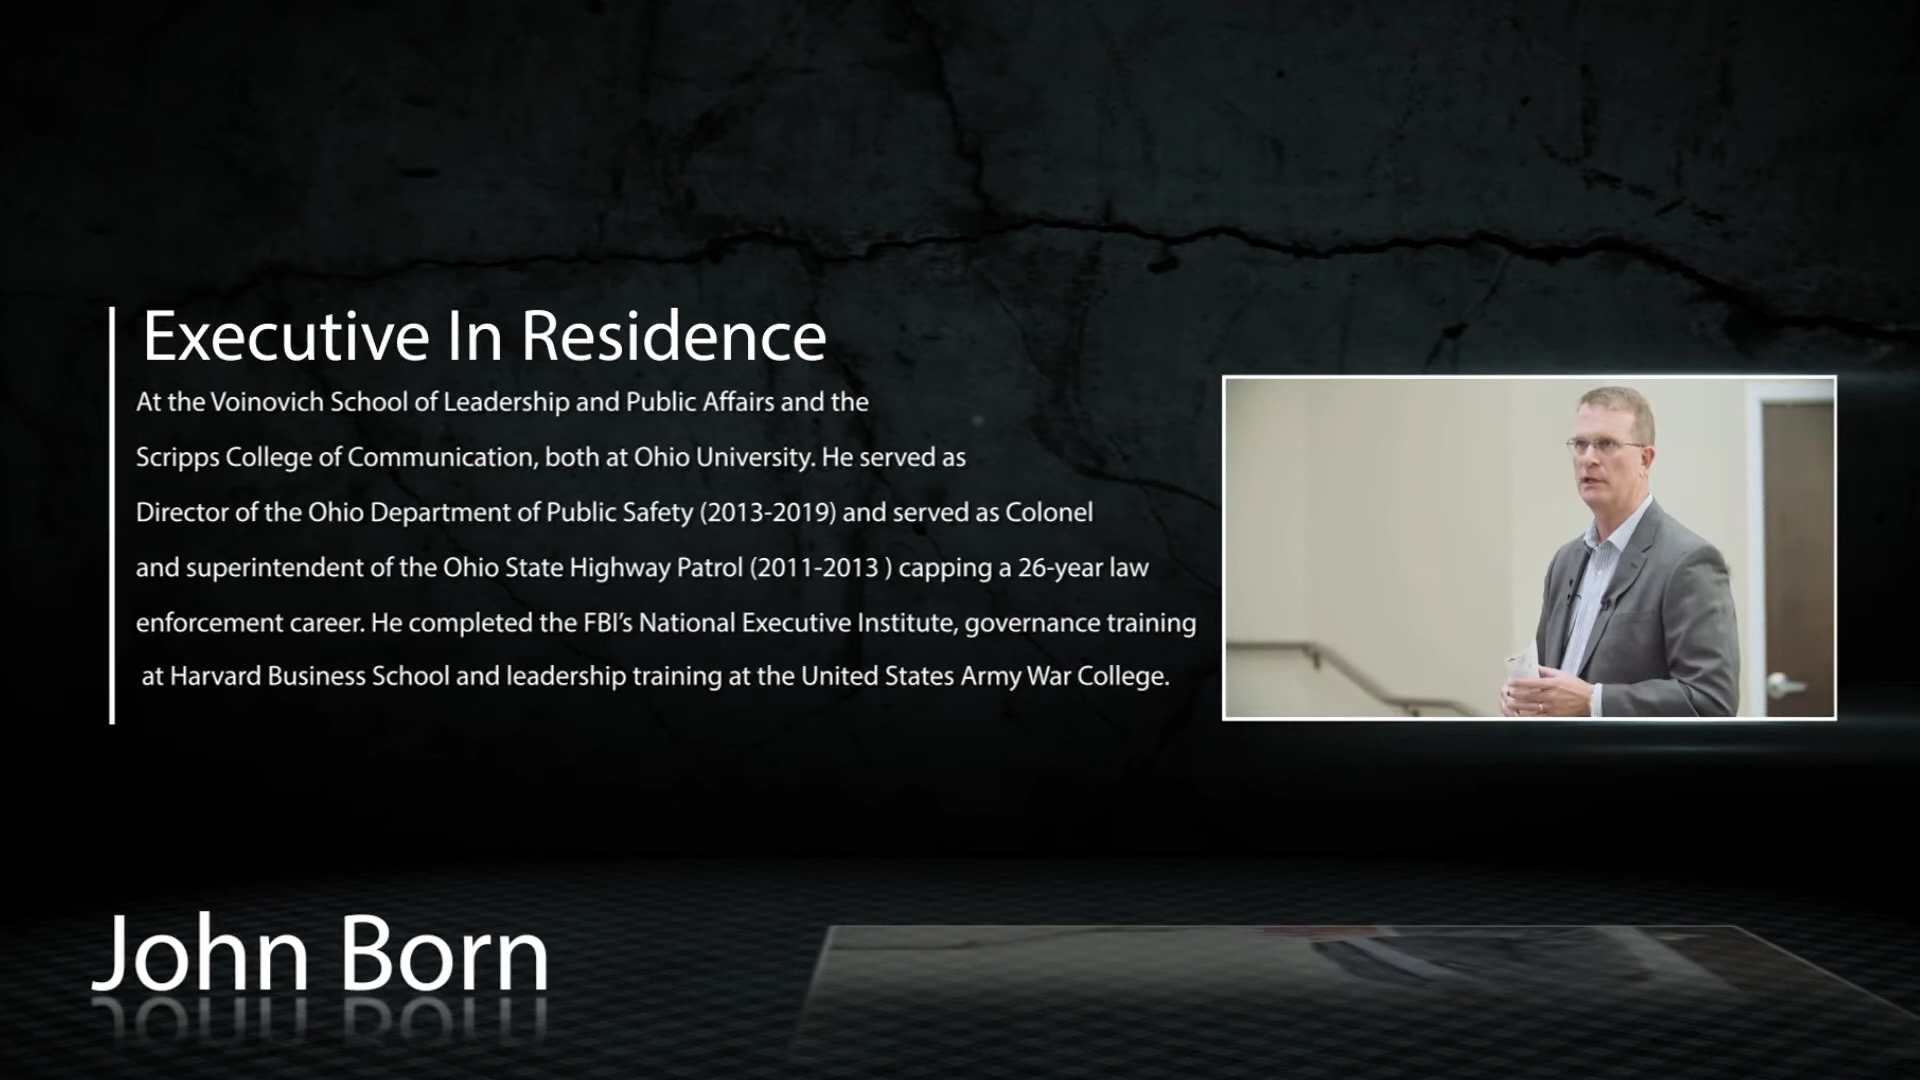 Executive In Residence
At the Voinovich School of Leadership and Public Affairs and the
Scripps College of Communication, both at Ohio University. He served as
Director of the Ohio Department of Public Safety (2013-2019) and served as Colonel
and superintendent of the Ohio State Highway Patrol (2011-2013 ) capping a 26-year law
enforcement career. He completed the FBI’s National Executive Institute, governance training
at Harvard Business School and leadership training at the United States Army War College.
John Born